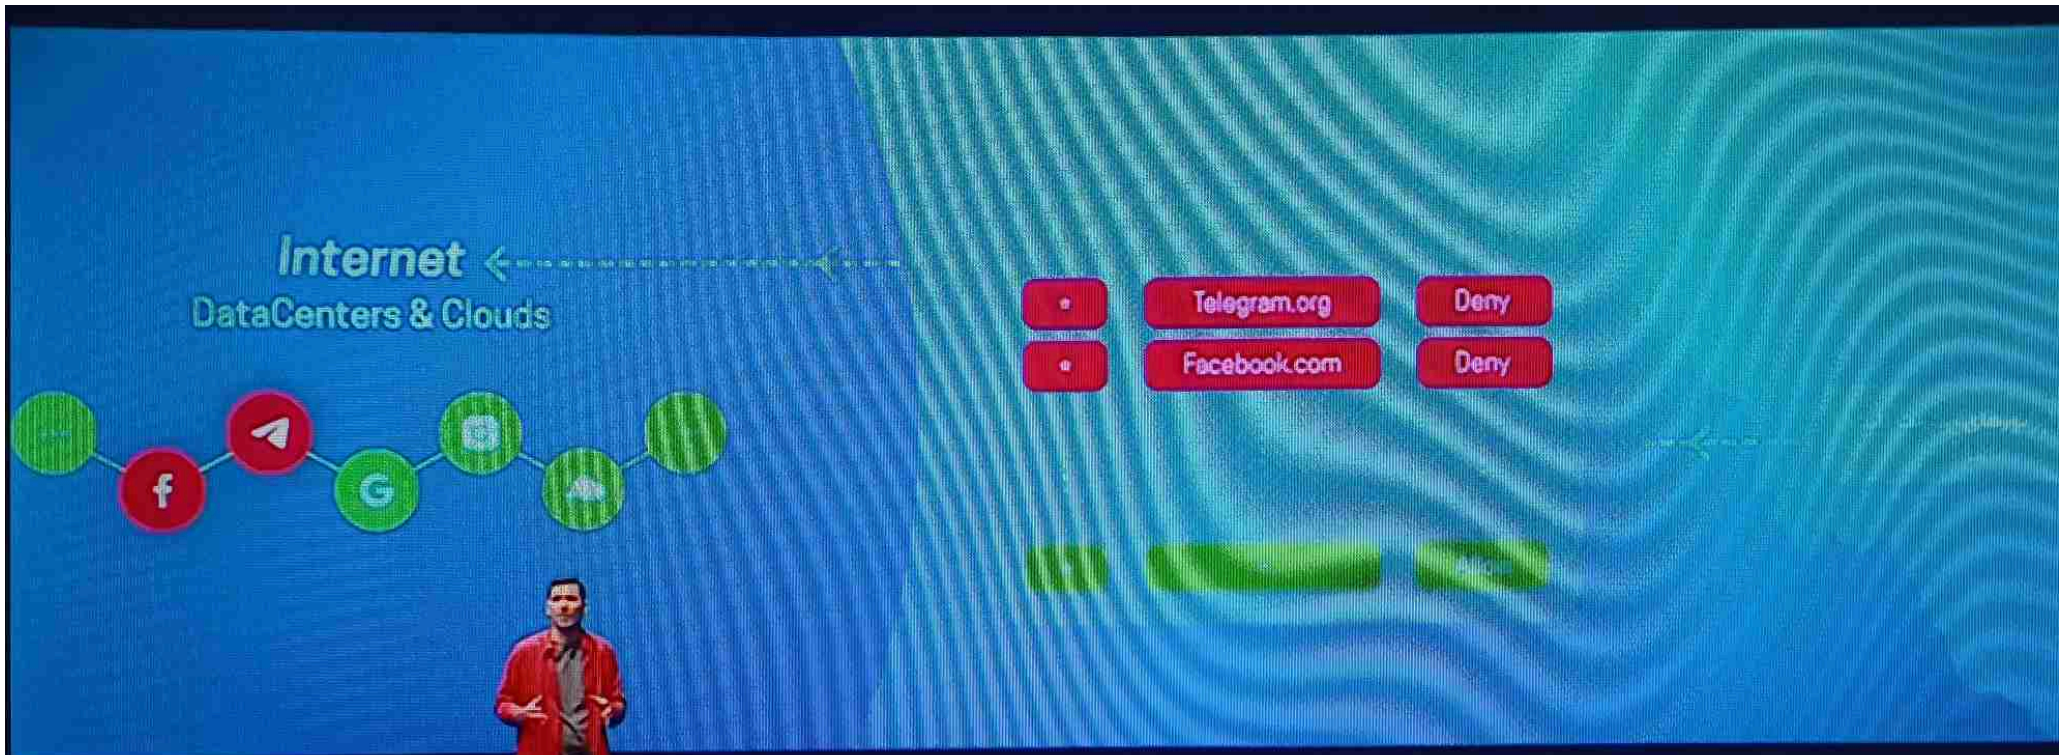 Internet
DataCenters & Clouds
* Telegram.org Deny
* Facebook.com Deny